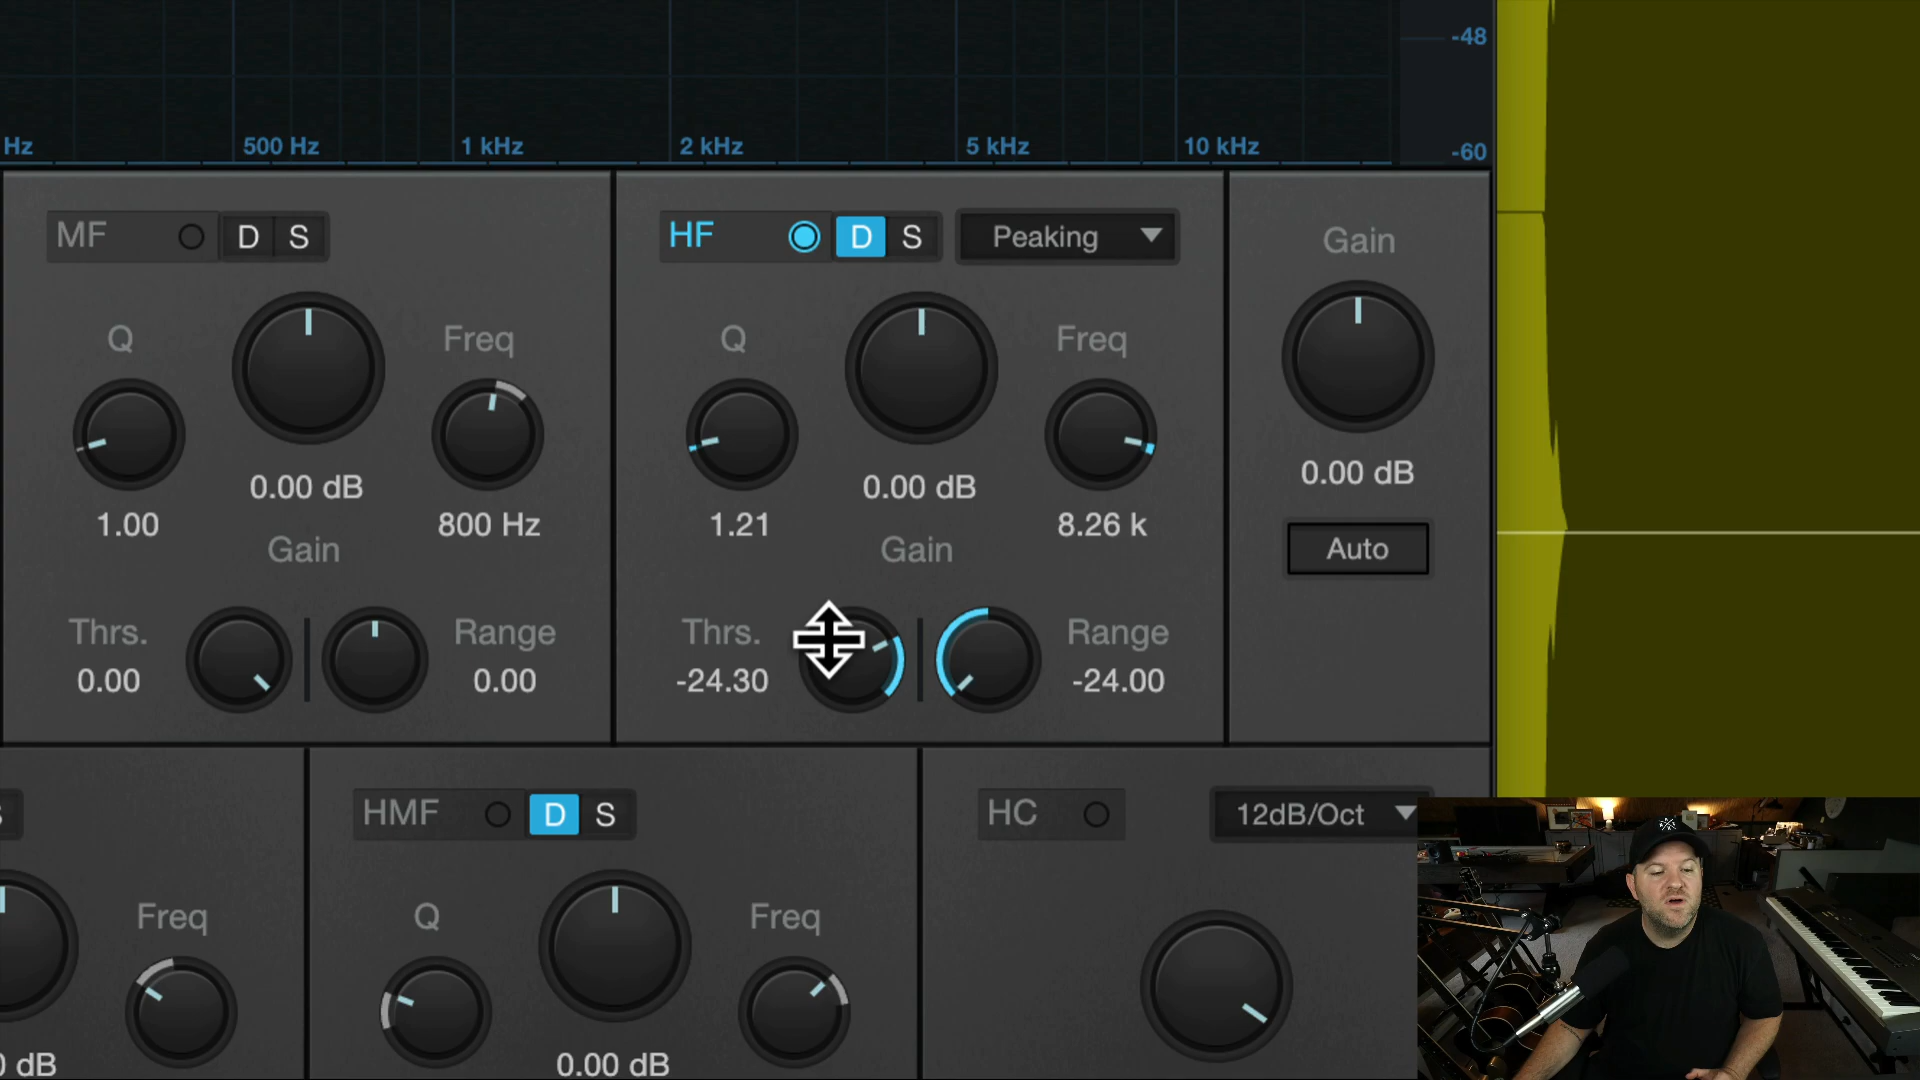 -48
Hz 500 Hz 1 kHz 2 kHz 5 kHz 10 kHz -60
MF D S HF D S Peaking Gain
Q Freq Q Freq
0.00 dB 0.00 dB 0.00 dB
1.00 800 Hz 1.21 8.26 k
Gain Gain Auto
Thrs. Range Thrs. Range
0.00 0.00 -24.30 -24.00
HMF D S HC 12dB/Oct
Freq Q Freq
dB 0.00 dB